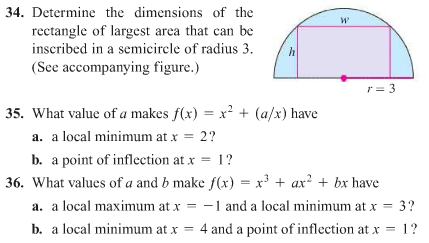 34. Determine the dimensions of the
rectangle of largest area that can be
inscribed in a semicircle of radius 3.
(See accompanying figure.)
w
h
r = 3
35. What value of a makes f(x) = x² + (a/x) have
a. a local minimum at x = 2?
b. a point of inflection at x = 1?
36. What values of a and b make f(x) = x³ + ax² + bx have
a. a local maximum at x = −1 and a local minimum at x = 3?
b. a local minimum at x = 4 and a point of inflection at x = 1?